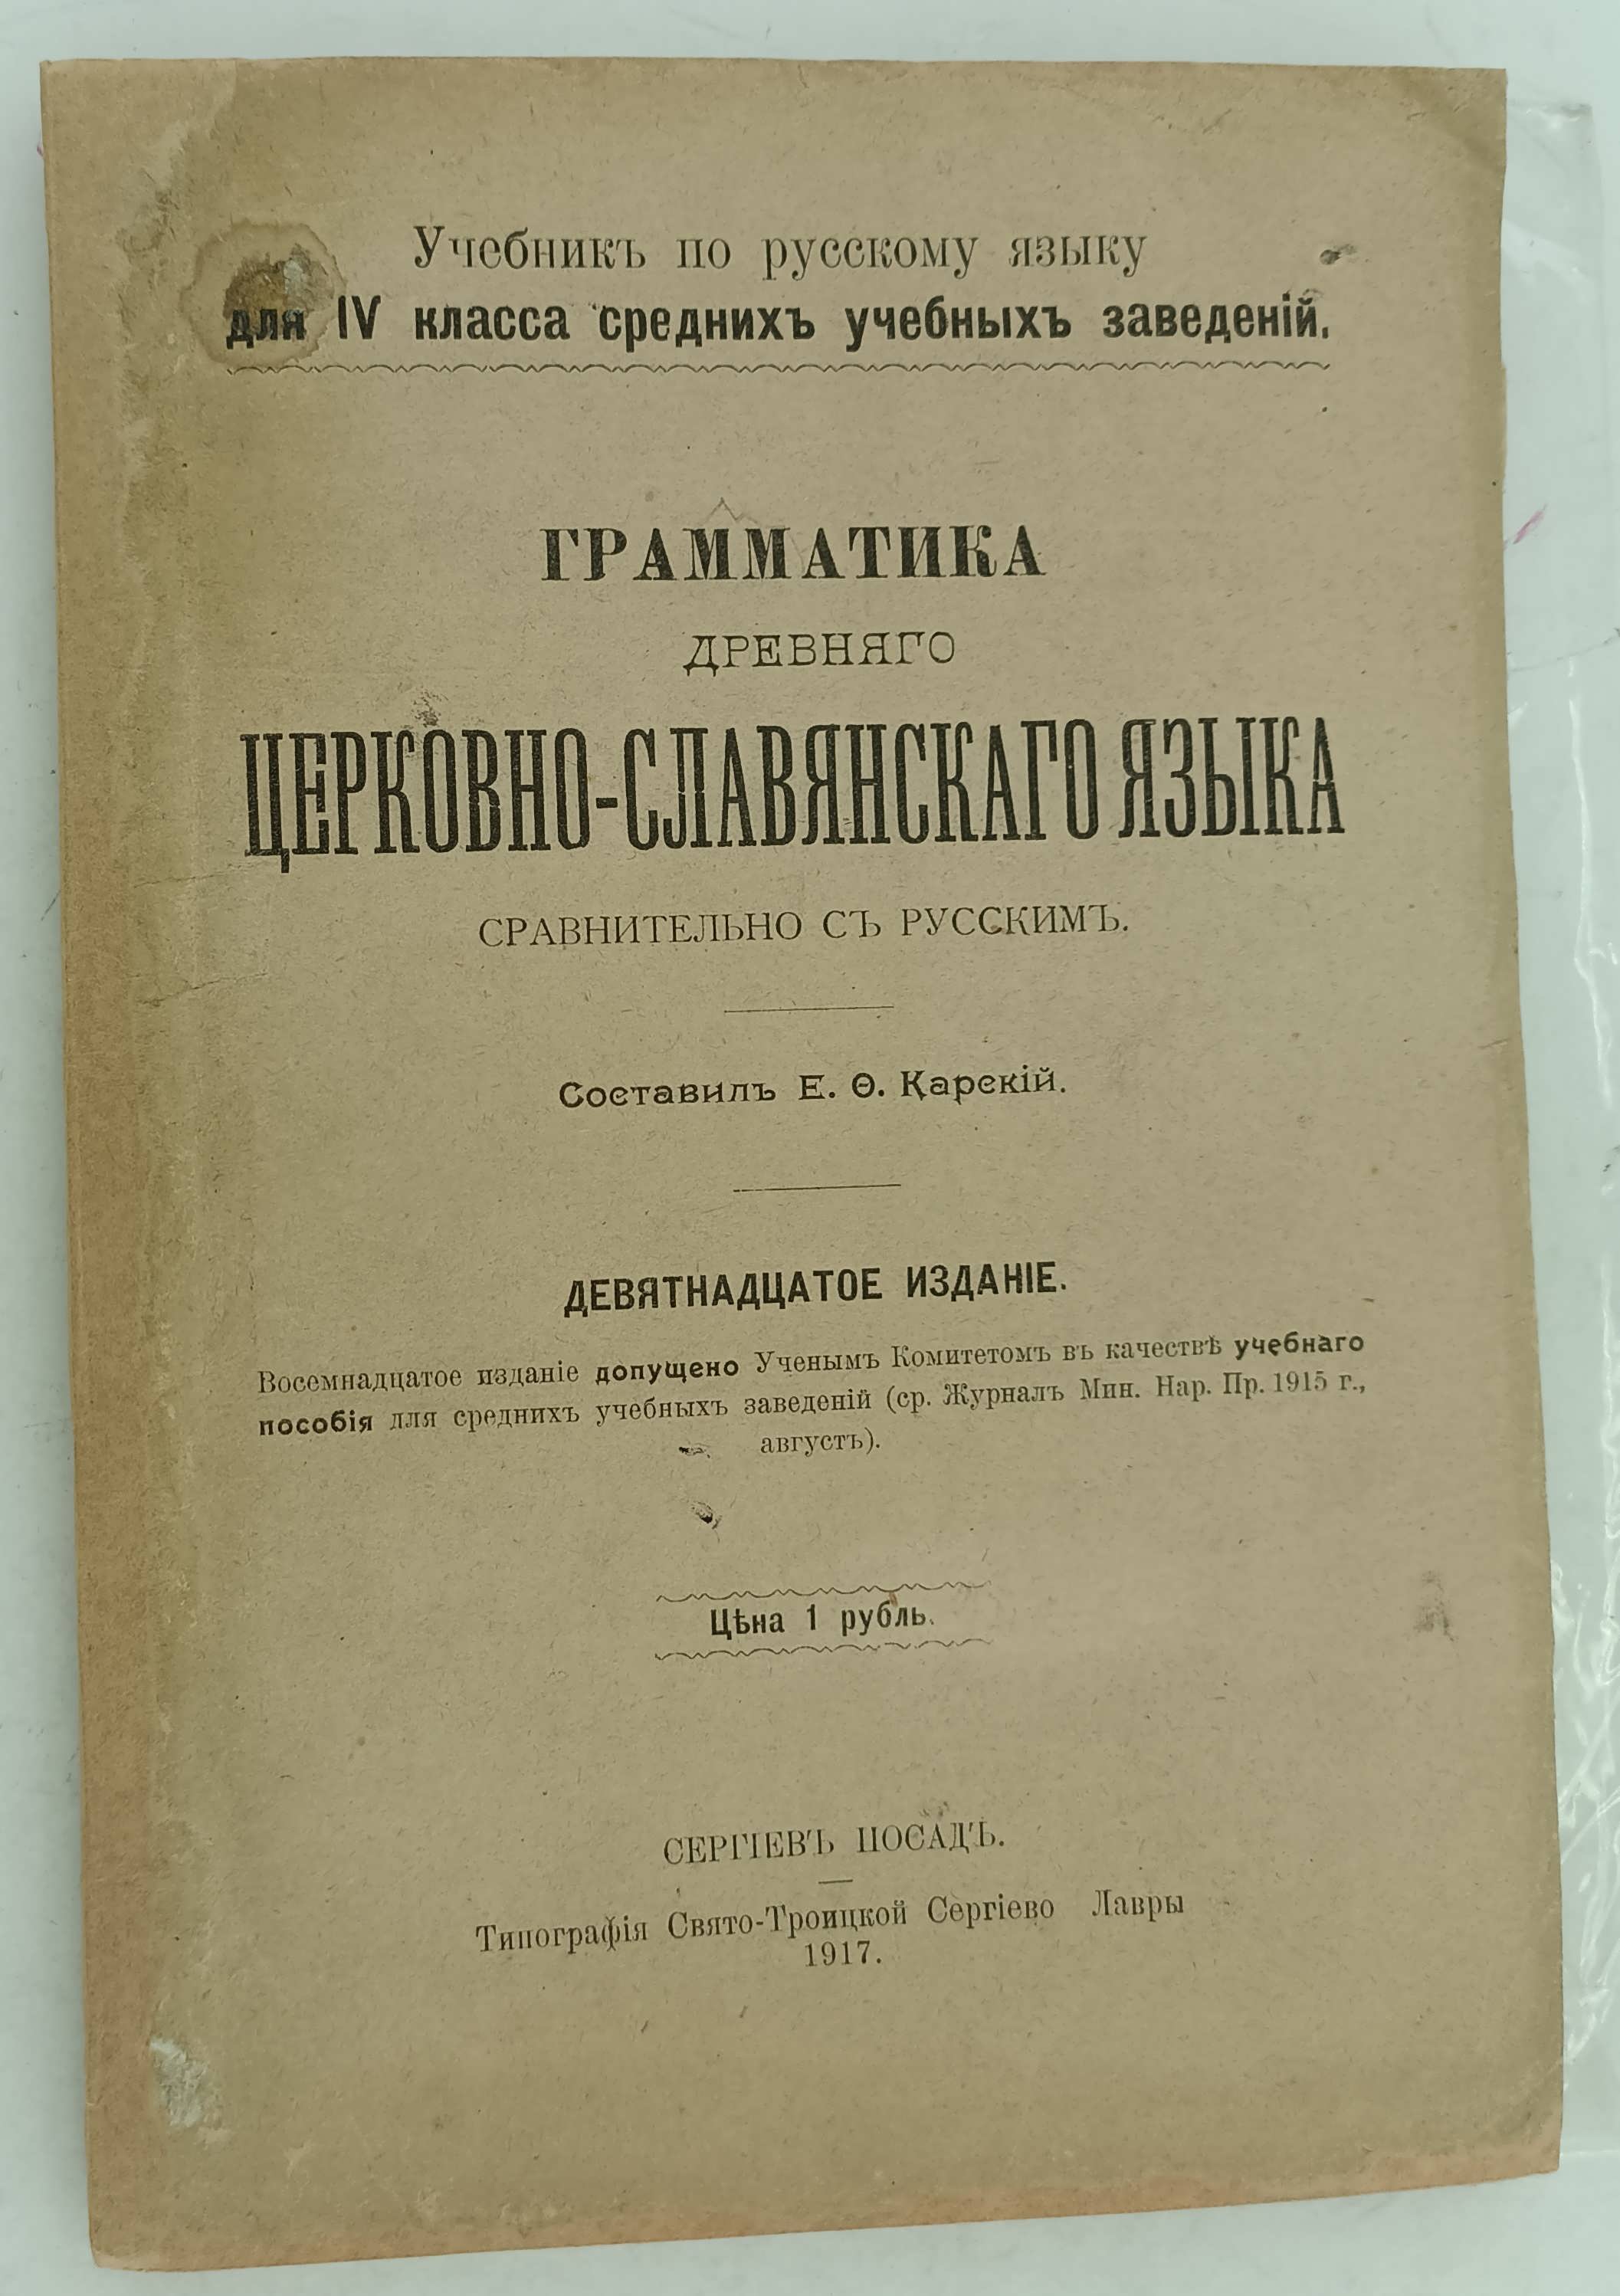 Учебникъ по русскому языку
для IV класса среднихъ учебныхъ заведеній.
ГРАММАТИКА
ДРЕВНЯГО
ЦЕРКОВНО-СЛАВЯНСКАГО ЯЗЫКА
СРАВНИТЕЛЬНО СЪ РУССКИМЪ.
Составилъ Е. Ѳ. Карскій.
ДЕВЯТНАДЦАТОЕ ИЗДАНІЕ.
Восемнадцатое изданіе допущено Ученымъ Комитетомъ въ качествѣ учебнаго
пособія для среднихъ учебныхъ заведеній (ср. Журналъ Мин. Нар. Пр. 1915 г.,
августъ).
Цѣна 1 рубль.
СЕРГІЕВЪ ПОСАДЪ.
Типографія Свято-Троицкой Сергіево Лавры
1917.